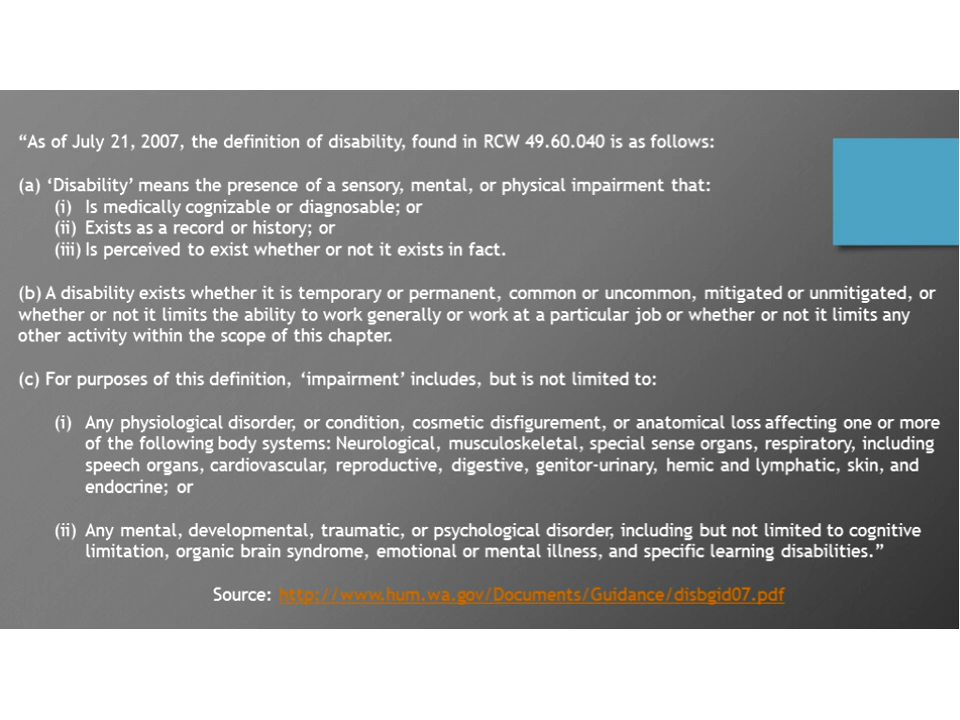 “As of July 21, 2007, the definition of disability, found in RCW 49.60.040 is as follows:
(a) ‘Disability’ means the presence of a sensory, mental, or physical impairment that:
(i) Is medically cognizable or diagnosable; or
(ii) Exists as a record or history; or
(iii) Is perceived to exist whether or not it exists in fact.
(b) A disability exists whether it is temporary or permanent, common or uncommon, mitigated or unmitigated, or
whether or not it limits the ability to work generally or work at a particular job or whether or not it limits any
other activity within the scope of this chapter.
(c) For purposes of this definition, ‘impairment’ includes, but is not limited to:
(i) Any physiological disorder, or condition, cosmetic disfigurement, or anatomical loss affecting one or more
of the following body systems: Neurological, musculoskeletal, special sense organs, respiratory, including
speech organs, cardiovascular, reproductive, digestive, genitor-urinary, hemic and lymphatic, skin, and
endocrine; or
(ii) Any mental, developmental, traumatic, or psychological disorder, including but not limited to cognitive
limitation, organic brain syndrome, emotional or mental illness, and specific learning disabilities.”
Source: http://www.hum.wa.gov/Documents/Guidance/disbgid07.pdf